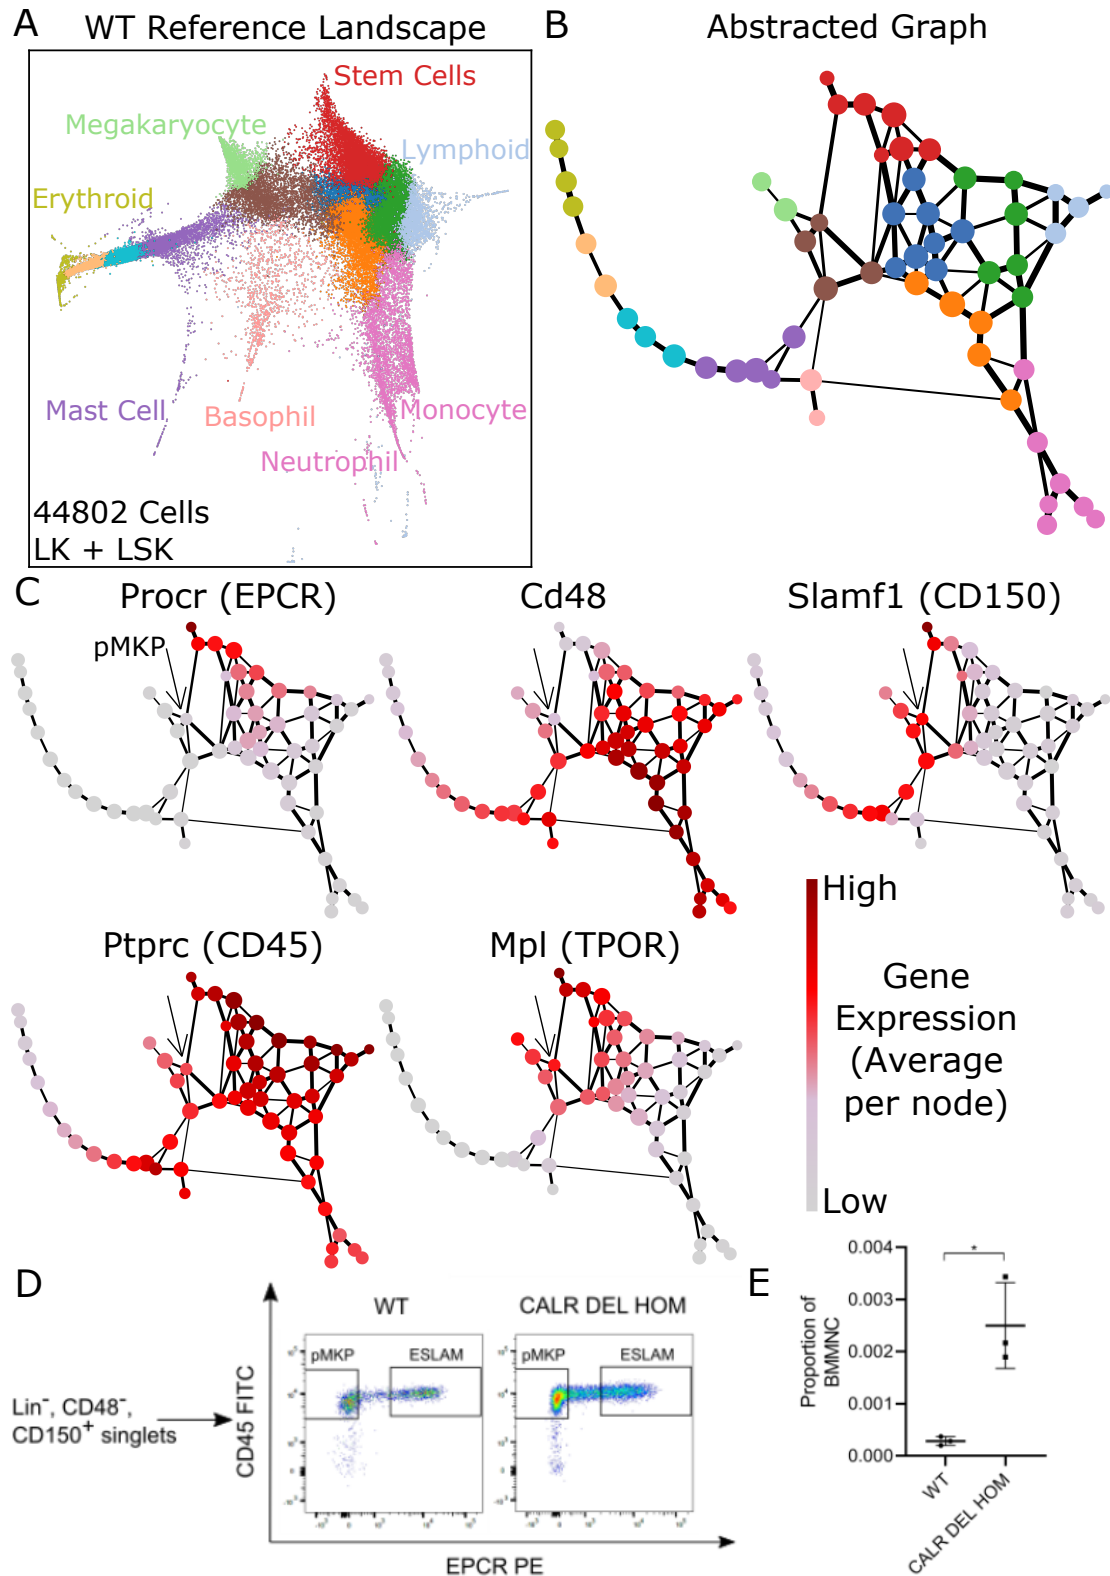 A
WT Reference Landscape
Stem Cells
Megakaryocyte
Lymphoid
Erythroid
Mast Cell
Basophil
Monocyte
Neutrophil
44802 Cells
LK + LSK
B
Abstracted Graph
C
Procr (EPCR)
Cd48
Slamf1 (CD150)
pMKP
Ptprc (CD45)
Mpl (TPOR)
High
Gene
Expression
(Average
per node)
Low
D
WT
CALR DEL HOM
pMKP
ESLAM
pMKP
ESLAM
Lin⁻, CD48⁻,
CD150⁺ singlets
CD45 FITC
EPCR PE
E
Proportion of
BMMNC
0.004
0.003
0.002
0.001
0.000
*
WT
CALR DEL HOM